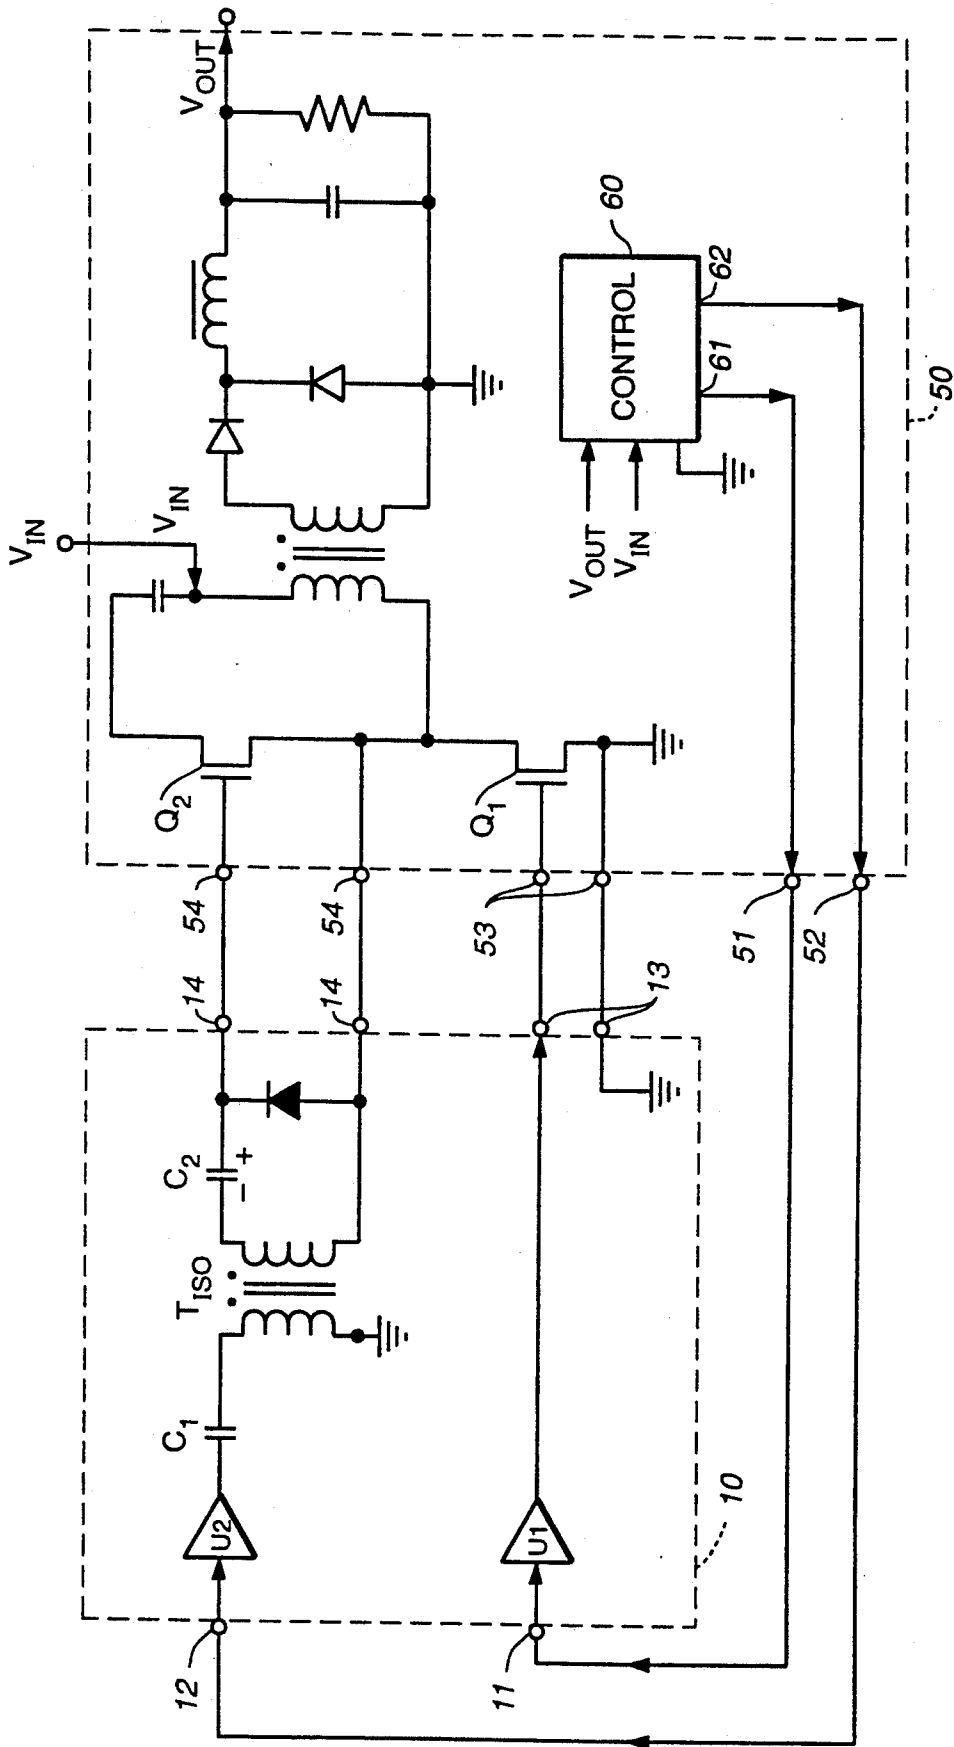 V_IN
V_IN
V_OUT
Q_2
Q_1
54
54
53
51
52
V_OUT
V_IN
CONTROL
60
61
62
50
14
14
13
C_1
T_ISO
C_2
− +
U2
U1
12
11
10